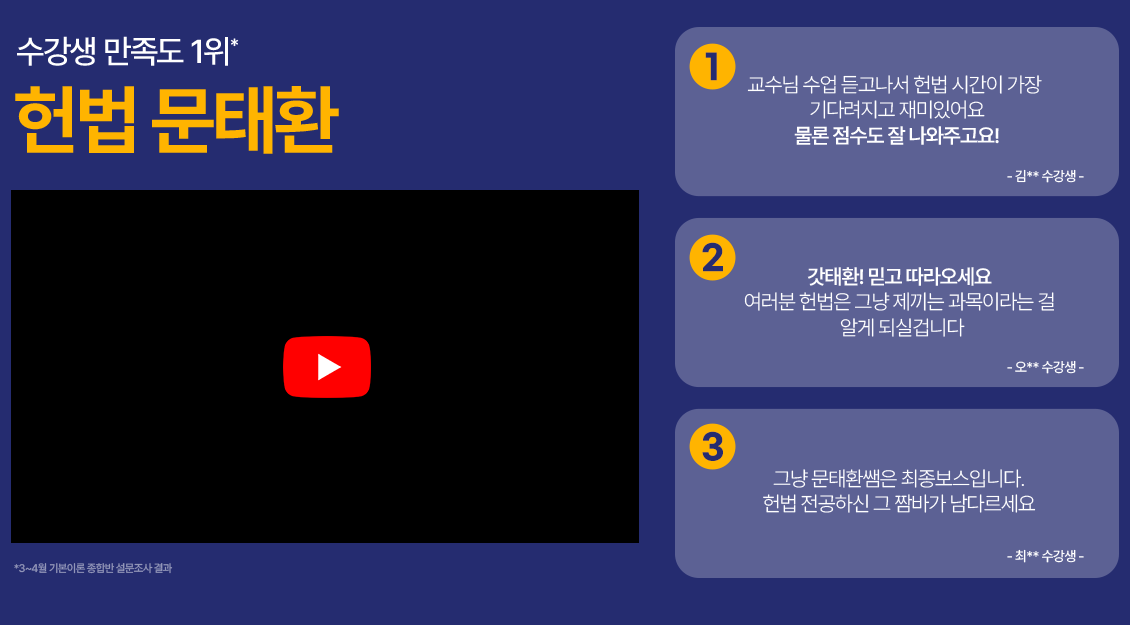 수강생 만족도 1위*
헌법 문태환
*3~4월 기본이론 종합반 설문조사 결과
1
교수님 수업 듣고나서 헌법 시간이 가장
기다려지고 재미있어요
물론 점수도 잘 나와주고요!
- 김** 수강생 -
2
갓태환! 믿고 따라오세요
여러분 헌법은 그냥 제끼는 과목이라는 걸
알게 되실겁니다
- 오** 수강생 -
3
그냥 문태환쌤은 최종보스입니다.
헌법 전공하신 그 짬바가 남다르세요
- 최** 수강생 -